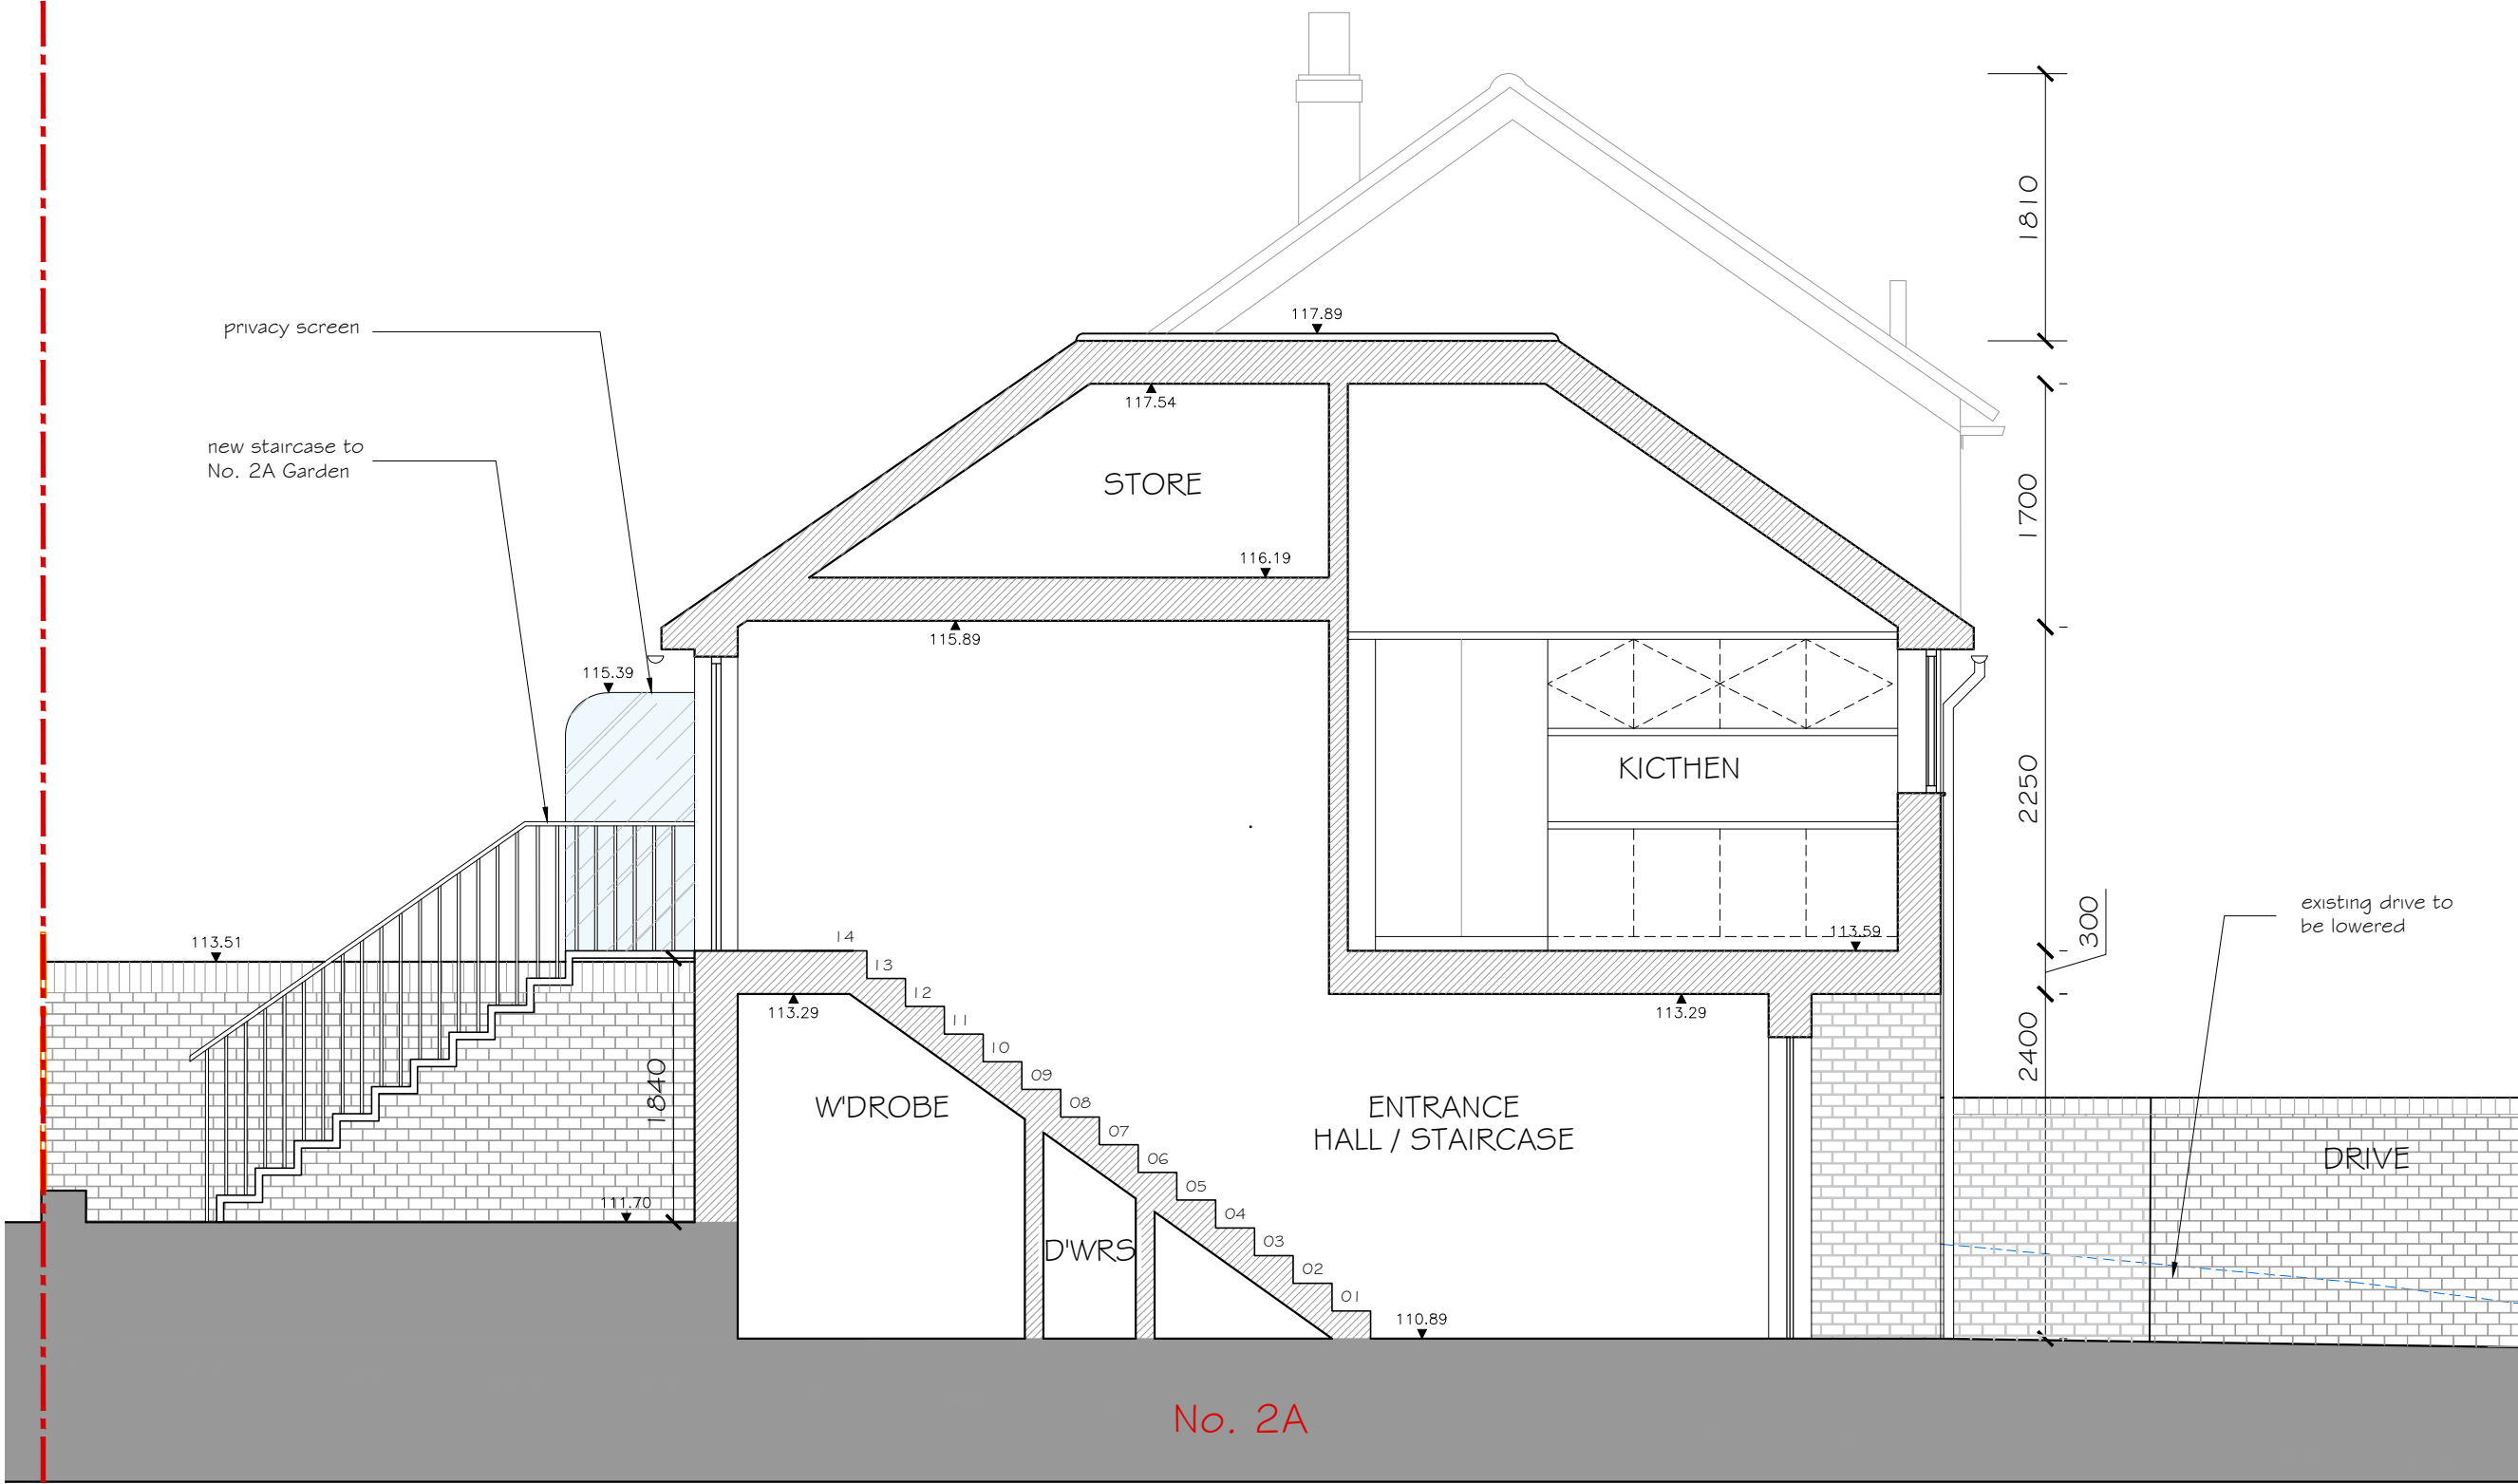 1810
117.89
privacy screen
117.54
new staircase to
No. 2A Garden
STORE
1700
116.19
115.89
115.39
KICTHEN
2250
300
existing drive to
be lowered
113.59
113.51
14
13
12
11
10
09
08
07
06
05
04
03
02
01
113.29
113.29
2400
1840
W'DROBE
ENTRANCE
HALL / STAIRCASE
DRIVE
111.70
D'WRS
110.89
No. 2A